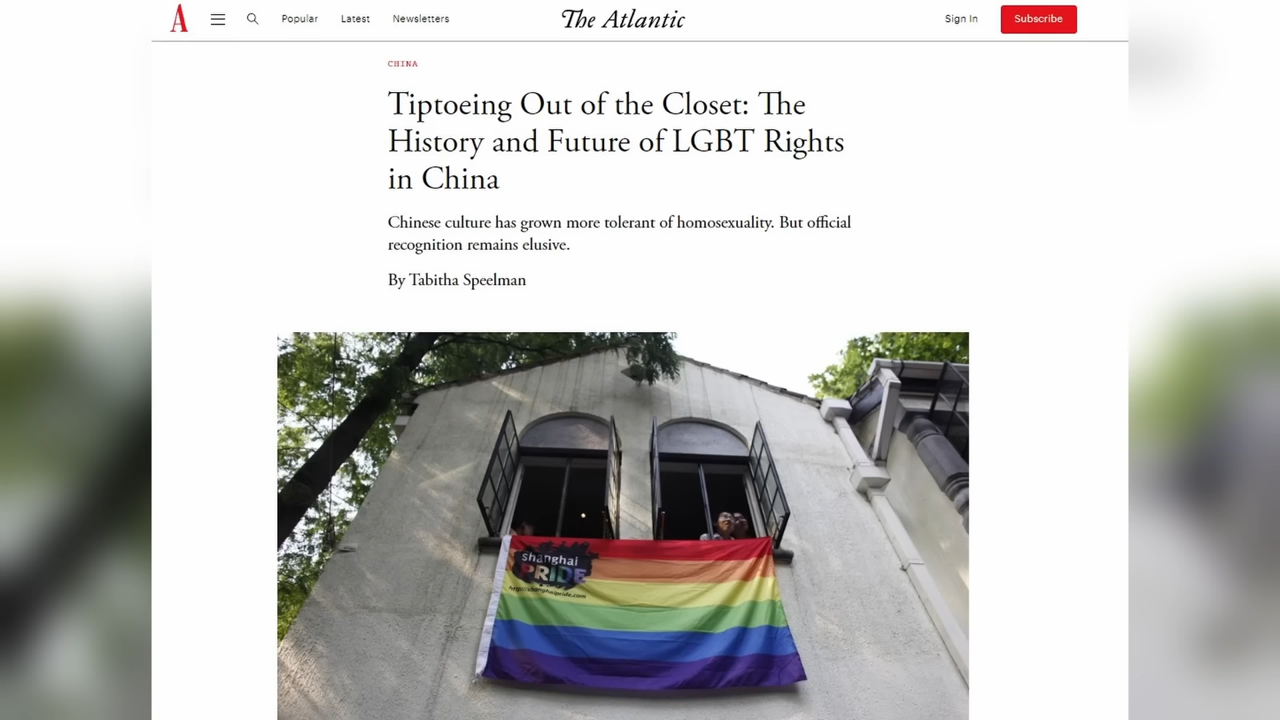 A
Popular
Latest
Newsletters
The Atlantic
Sign In
Subscribe
CHINA
Tiptoeing Out of the Closet: The
History and Future of LGBT Rights
in China
Chinese culture has grown more tolerant of homosexuality. But official
recognition remains elusive.
By Tabitha Speelman
shanghai
PRIDE